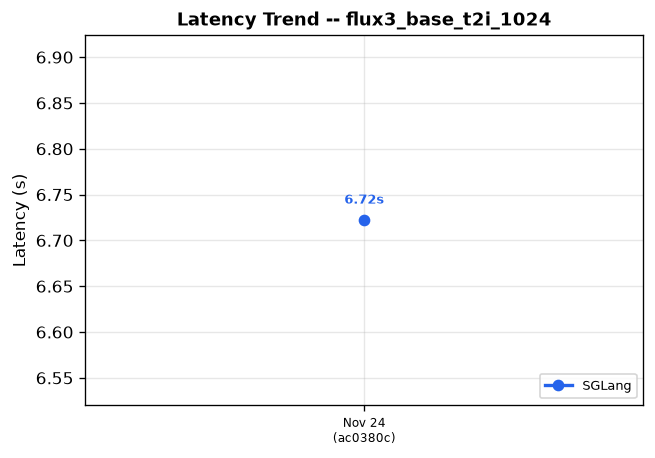 Latency Trend -- flux3_base_t2i_1024
Latency (s)
6.90
6.85
6.80
6.75
6.70
6.65
6.60
6.55
6.72s
SGLang
Nov 24
(ac0380c)